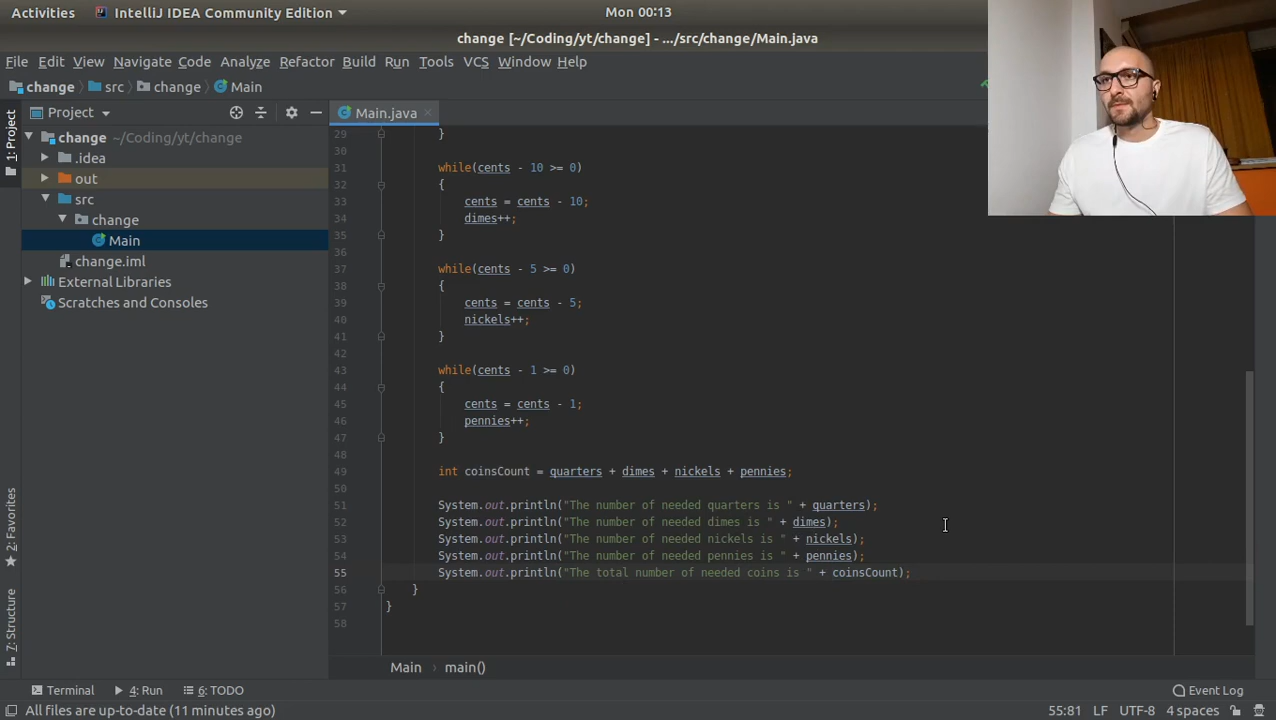 Activities IntelliJ IDEA Community Edition Mon 00:13
change [~/Coding/yt/change] - .../src/change/Main.java
File Edit View Navigate Code Analyze Refactor Build Run Tools VCS Window Help
change src change Main
1: Project
Project
change ~/Coding/yt/change
.idea
out
src
change
Main
change.iml
External Libraries
Scratches and Consoles
2: Favorites
7: Structure
Main.java
29 }
30
31 while(cents - 10 >= 0)
32 {
33 cents = cents - 10;
34 dimes++;
35 }
36
37 while(cents - 5 >= 0)
38 {
39 cents = cents - 5;
40 nickels++;
41 }
42
43 while(cents - 1 >= 0)
44 {
45 cents = cents - 1;
46 pennies++;
47 }
48
49 int coinsCount = quarters + dimes + nickels + pennies;
50
51 System.out.println("The number of needed quarters is " + quarters);
52 System.out.println("The number of needed dimes is " + dimes);
53 System.out.println("The number of needed nickels is " + nickels);
54 System.out.println("The number of needed pennies is " + pennies);
55 System.out.println("The total number of needed coins is " + coinsCount);
56 }
57 }
58
Main main()
Terminal 4: Run 6: TODO Event Log
All files are up-to-date (11 minutes ago) 55:81 LF UTF-8 4 spaces